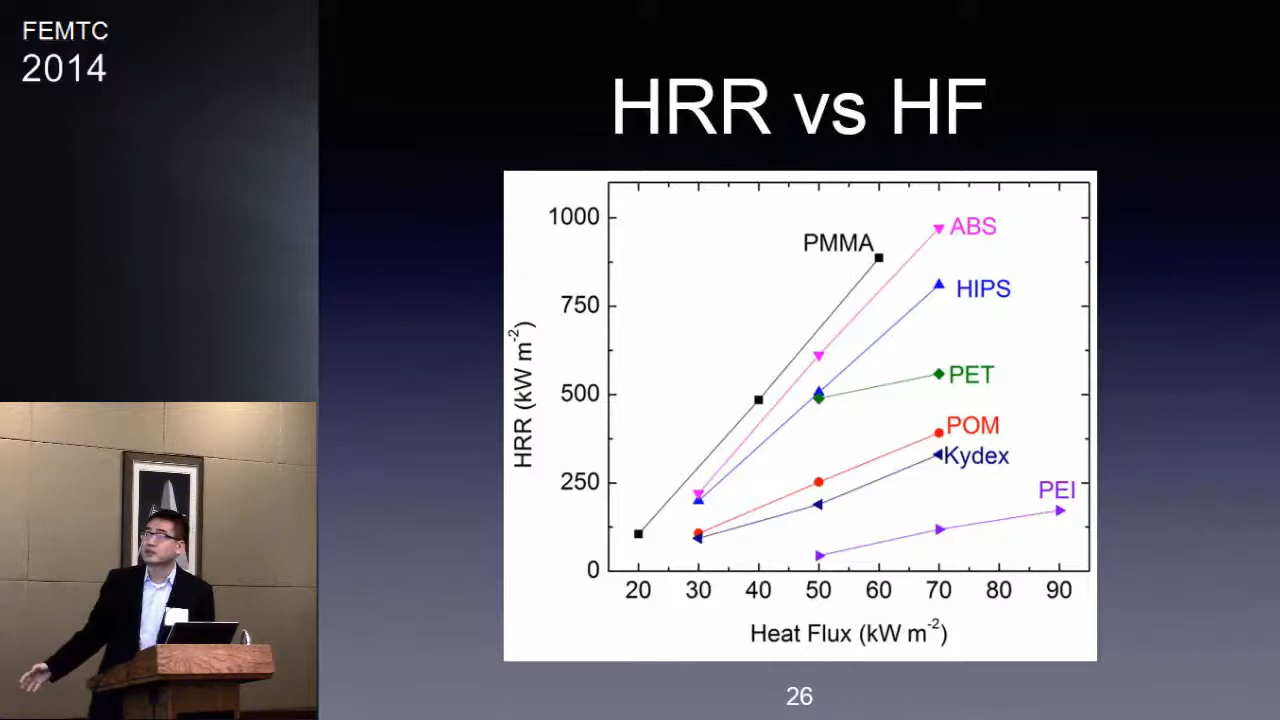 FEMTC
2014
HRR vs HF
HRR (kW m-2)
1000
750
500
250
0
PMMA
ABS
HIPS
PET
POM
Kydex
PEI
20 30 40 50 60 70 80 90
Heat Flux (kW m-2)
26